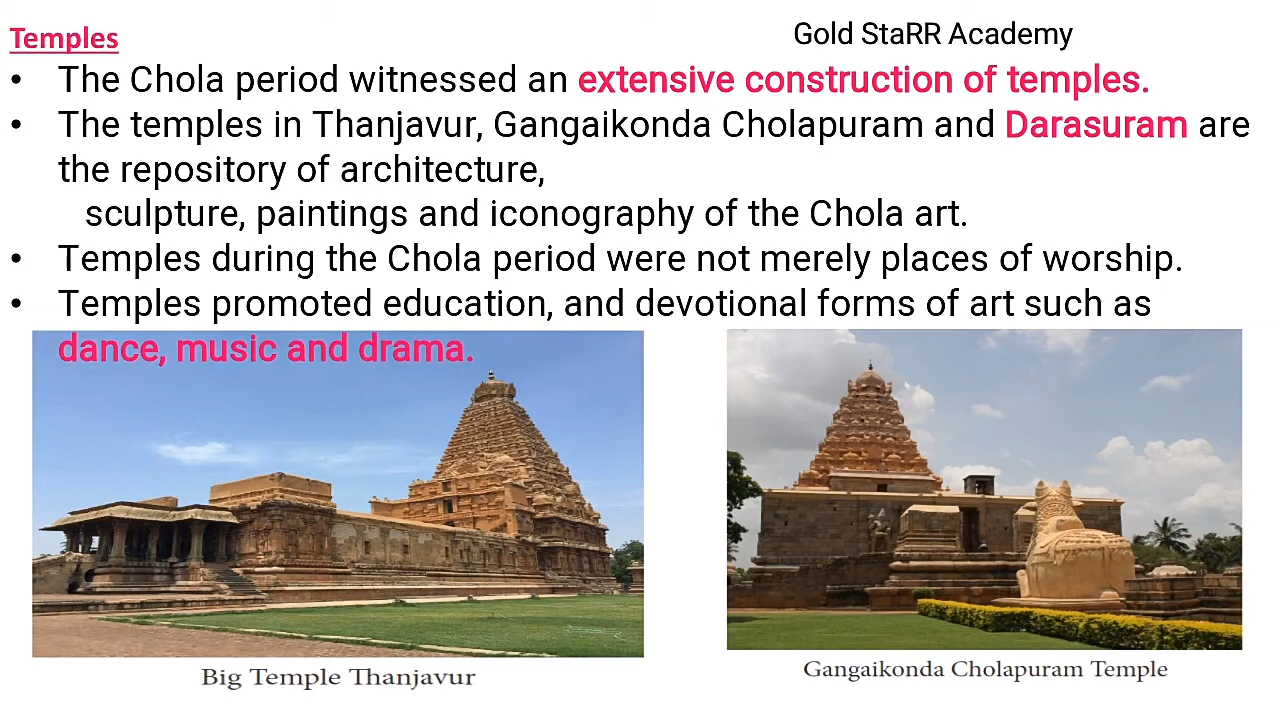 Temples
Gold StaRR Academy
• The Chola period witnessed an extensive construction of temples.
• The temples in Thanjavur, Gangaikonda Cholapuram and Darasuram are
the repository of architecture,
sculpture, paintings and iconography of the Chola art.
• Temples during the Chola period were not merely places of worship.
• Temples promoted education, and devotional forms of art such as
dance, music and drama.
Big Temple Thanjavur
Gangaikonda Cholapuram Temple